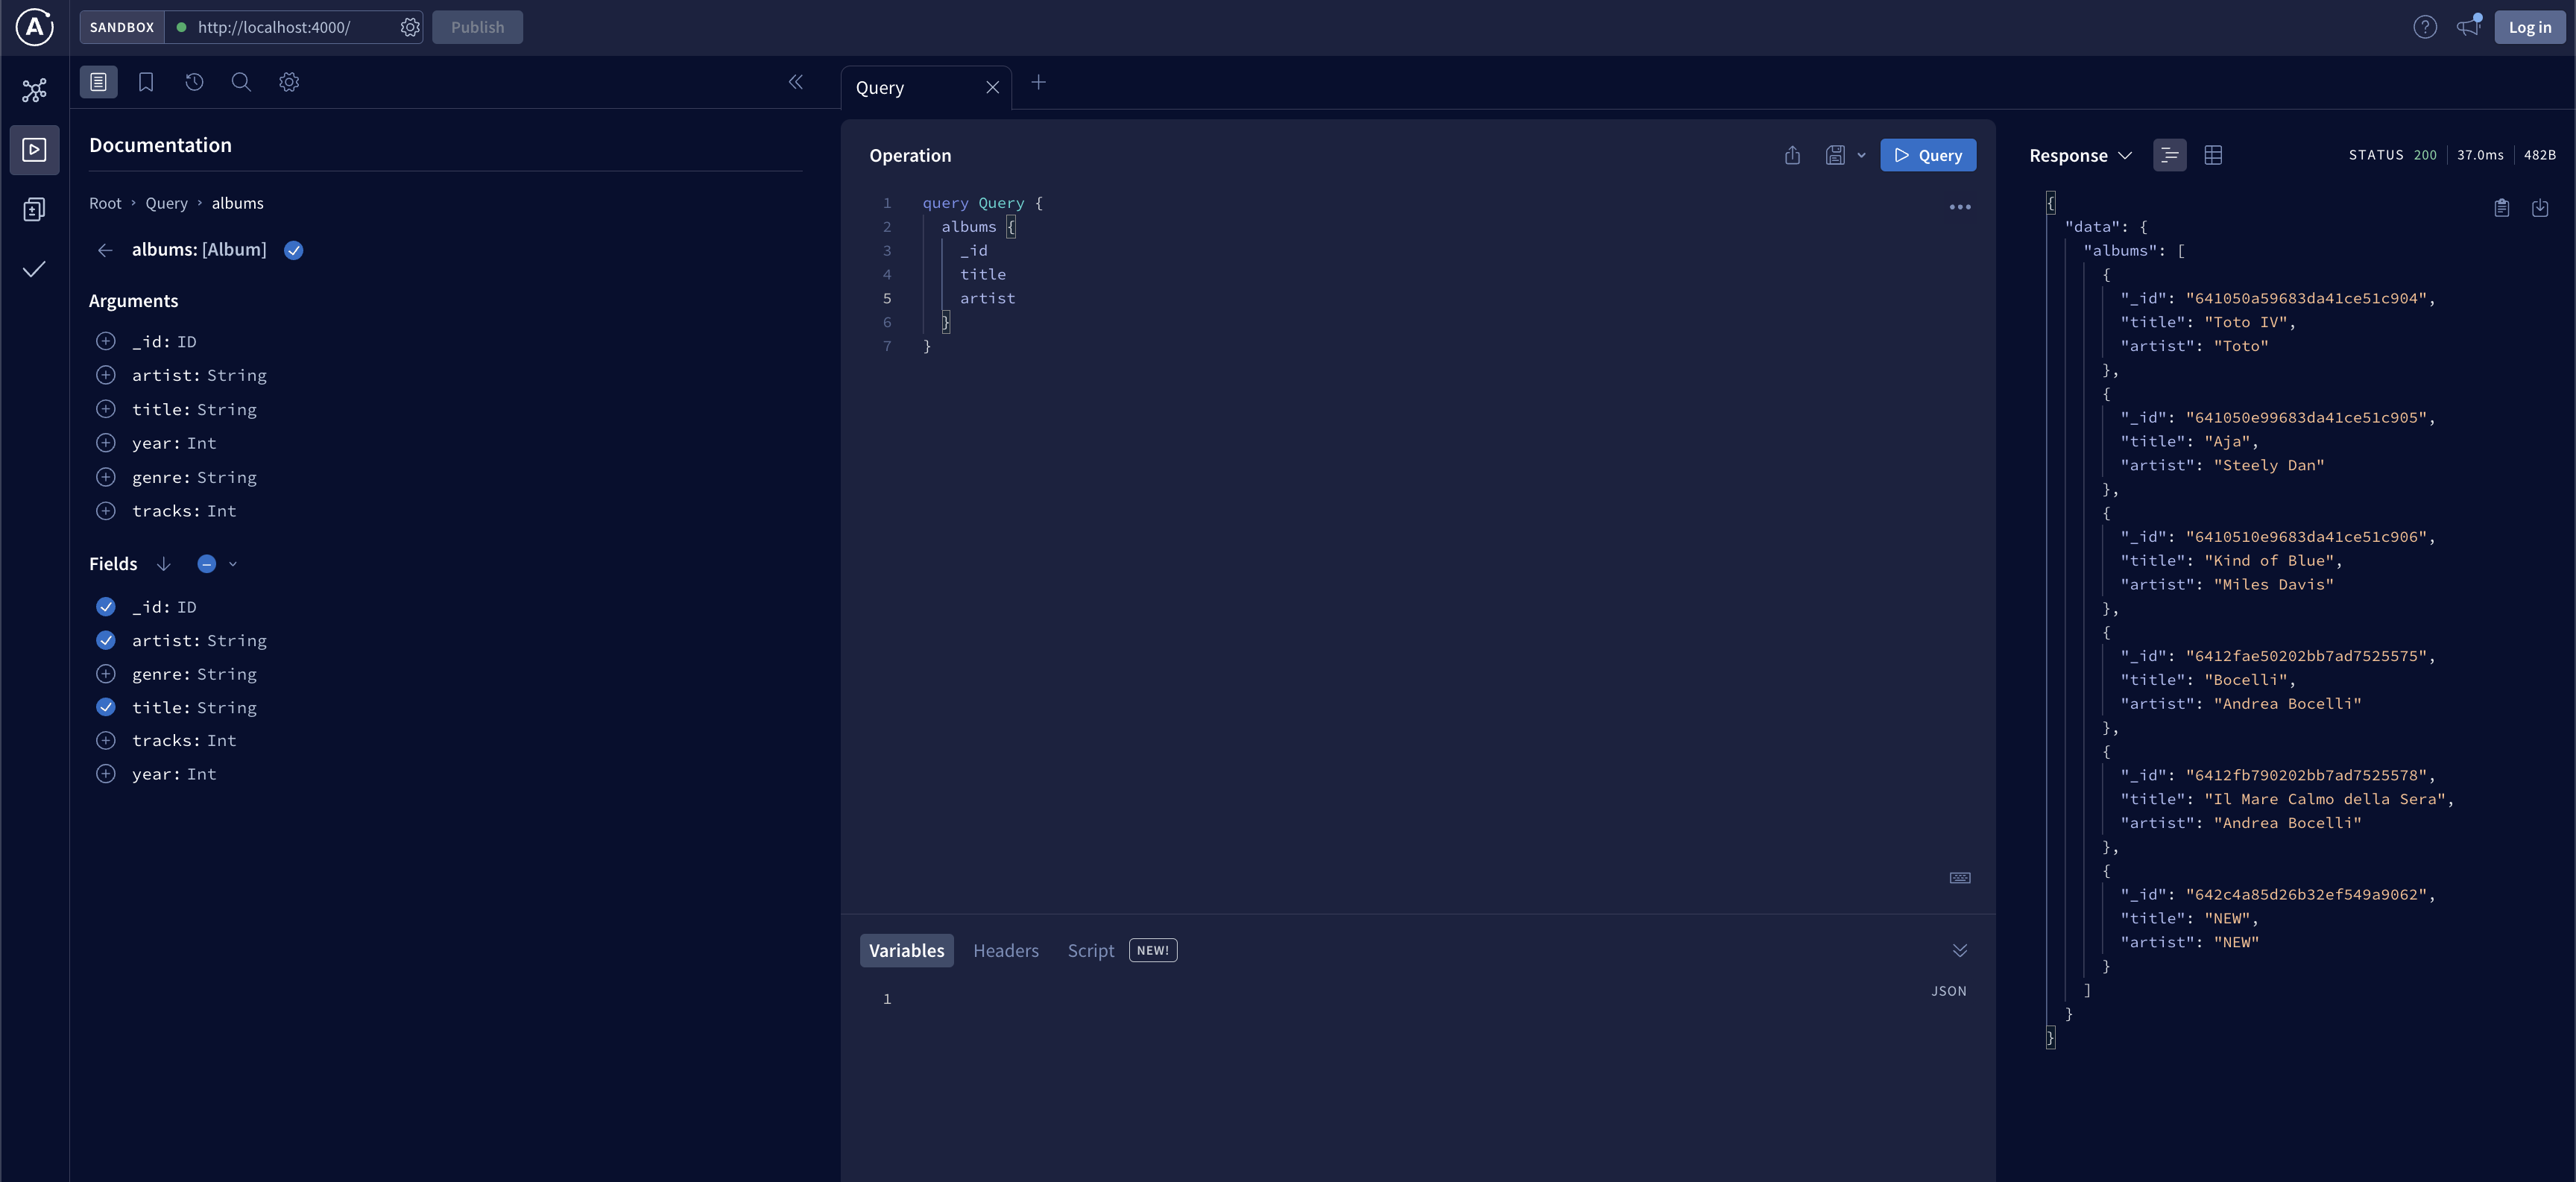 SANDBOX http://localhost:4000/ Publish
Log in
Documentation
Root › Query › albums
albums: [Album]
Arguments
_id: ID
artist: String
title: String
year: Int
genre: String
tracks: Int
Fields
_id: ID
artist: String
genre: String
title: String
tracks: Int
year: Int
Query
Operation
Query
1 query Query {
2 albums {
3 _id
4 title
5 artist
6 }
7 }
Variables Headers Script NEW!
JSON
1
Response STATUS 200 37.0ms 482B
{
"data": {
"albums": [
{
"_id": "641050a59683da41ce51c904",
"title": "Toto IV",
"artist": "Toto"
},
{
"_id": "641050e99683da41ce51c905",
"title": "Aja",
"artist": "Steely Dan"
},
{
"_id": "6410510e9683da41ce51c906",
"title": "Kind of Blue",
"artist": "Miles Davis"
},
{
"_id": "6412fae50202bb7ad7525575",
"title": "Bocelli",
"artist": "Andrea Bocelli"
},
{
"_id": "6412fb790202bb7ad7525578",
"title": "Il Mare Calmo della Sera",
"artist": "Andrea Bocelli"
},
{
"_id": "642c4a85d26b32ef549a9062",
"title": "NEW",
"artist": "NEW"
}
]
}
}